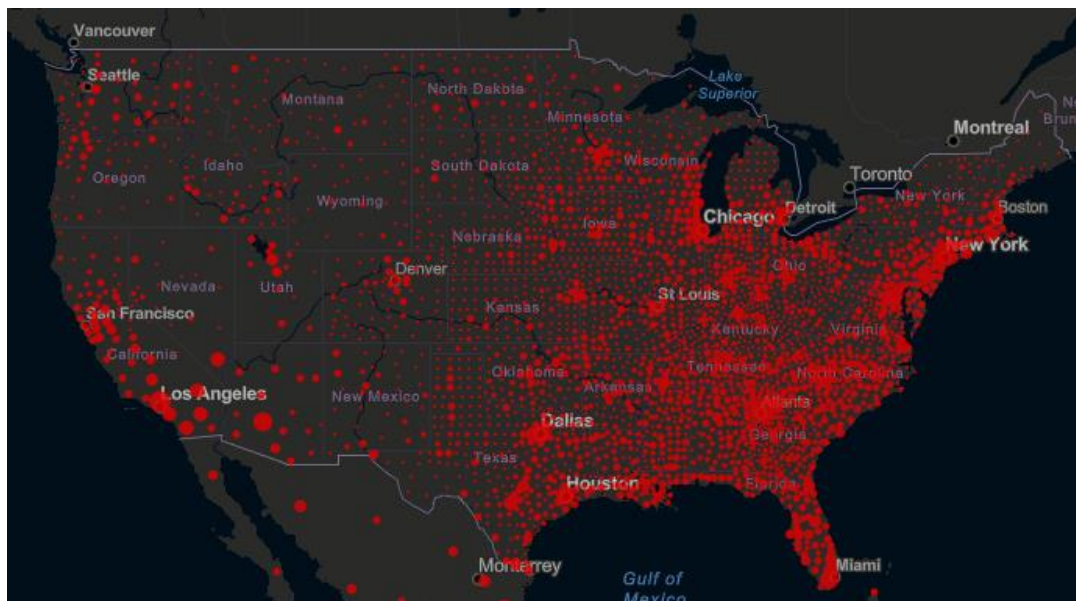 Vancouver
Seattle
Montana
North Dakota
Minnesota
Lake
Superior
Montreal
Toronto
Oregon
Idaho
South Dakota
Wisconsin
Wyoming
Iowa
Chicago
Detroit
New York
Boston
Nebraska
New York
Nevada
Utah
Denver
Ohio
St Louis
San Francisco
Kansas
Kentucky
Virginia
California
Los Angeles
New Mexico
Oklahoma
Arkansas
Tennessee
North Carolina
Atlanta
Dallas
Georgia
Texas
Houston
Florida
Monterrey
Miami
Gulf of
Mexico